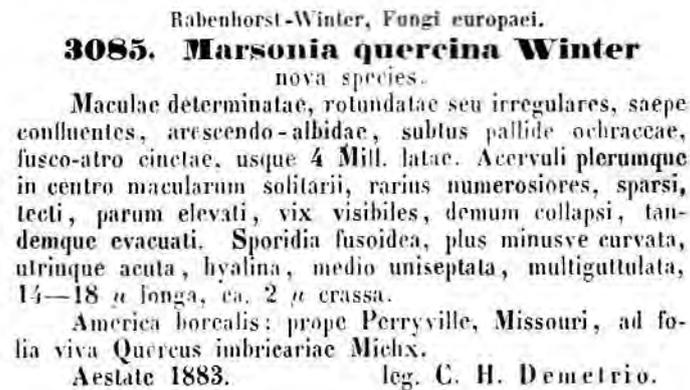 Rabenhorst-Winter, Fungi europaei.
3085. Marsonia quercina Winter
nova species.
Maculae determinatae, rotundatae seu irregulares, saepe
confluentes, arescendo-albidae, subtus pallide ochraceae,
fusco-atro cinctae, usque 4 Mill. latae. Acervuli plerumque
in centro macularum solitarii, rarius numerosiores, sparsi,
tecti, parum elevati, vix visibiles, demum collapsi, tan-
demque evacuati. Sporidia fusoidea, plus minusve curvata,
utrinque acuta, hyalina, medio uniseptata, multiguttulata,
14—18 μ longa, ca. 2 μ crassa.
America borealis: prope Perryville, Missouri, ad fo-
lia viva Quercus imbricariae Michx.
Aestate 1883. leg. C. H. Demetrio.